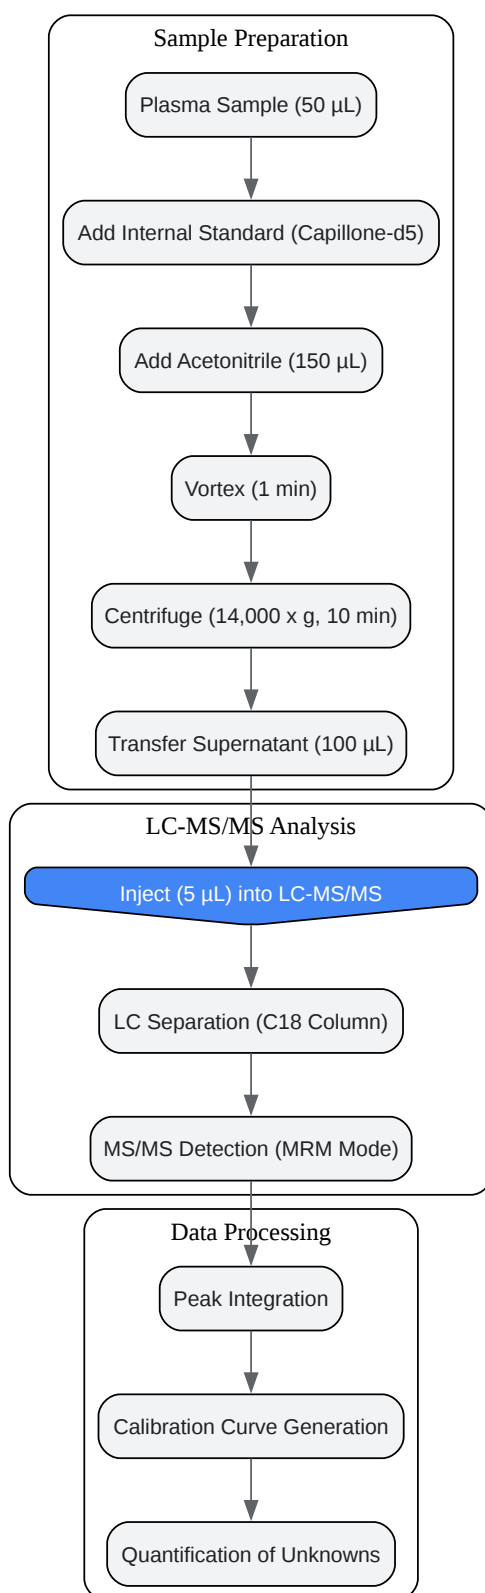 Sample Preparation
Plasma Sample (50 µL)
Add Internal Standard (Capillone-d5)
Add Acetonitrile (150 µL)
Vortex (1 min)
Centrifuge (14,000 x g, 10 min)
Transfer Supernatant (100 µL)
LC-MS/MS Analysis
Inject (5 µL) into LC-MS/MS
LC Separation (C18 Column)
MS/MS Detection (MRM Mode)
Data Processing
Peak Integration
Calibration Curve Generation
Quantification of Unknowns